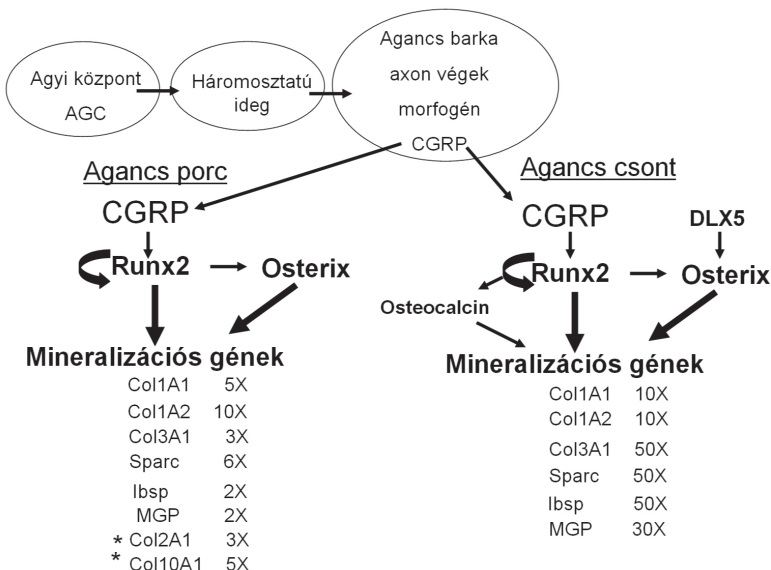 Agyi központ
AGC
Háromosztatú
ideg
Agancs barka
axon végek
morfogén
CGRP
Agancs porc
CGRP
Runx2
Osterix
Mineralizációs gének
Col1A1 5X
Col1A2 10X
Col3A1 3X
Sparc 6X
Ibsp 2X
MGP 2X
* Col2A1 3X
* Col10A1 5X
Agancs csont
CGRP
DLX5
Runx2
Osterix
Osteocalcin
Mineralizációs gének
Col1A1 10X
Col1A2 10X
Col3A1 50X
Sparc 50X
Ibsp 50X
MGP 30X